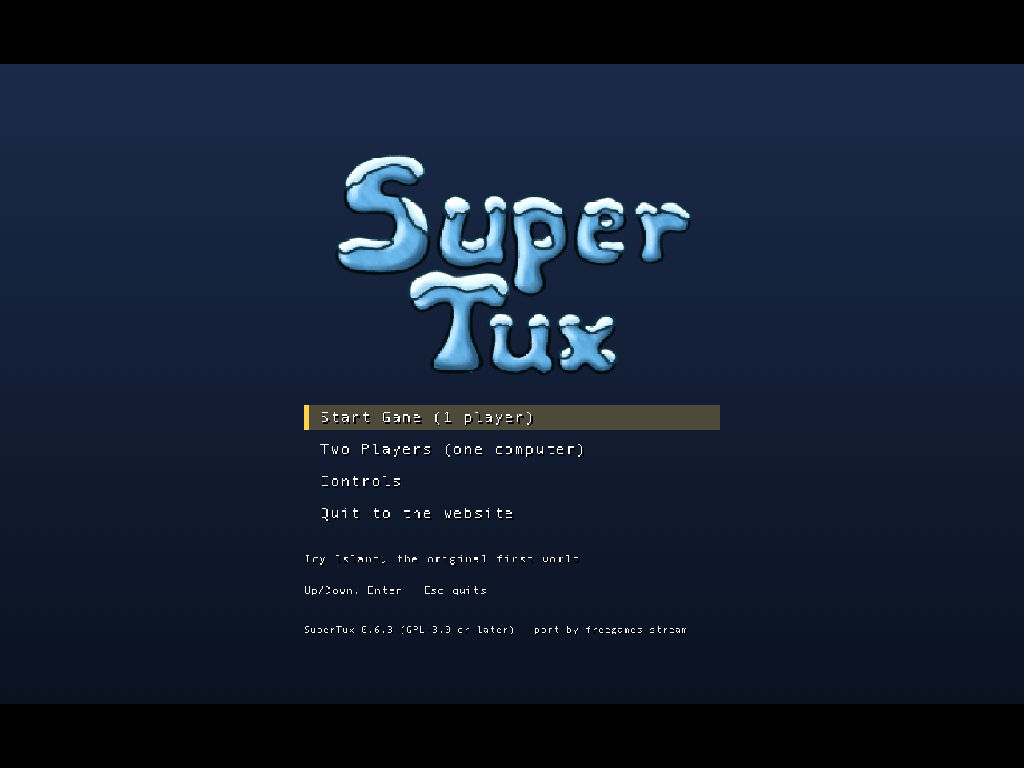 Super
Tux
Start Game (1 player)
Two Players (one computer)
Controls
Quit to the website
Icy Island, the original first world
Up/Down, Enter Esc quits
SuperTux 0.6.3 (GPL 3.0 or later) port by freegames.stream